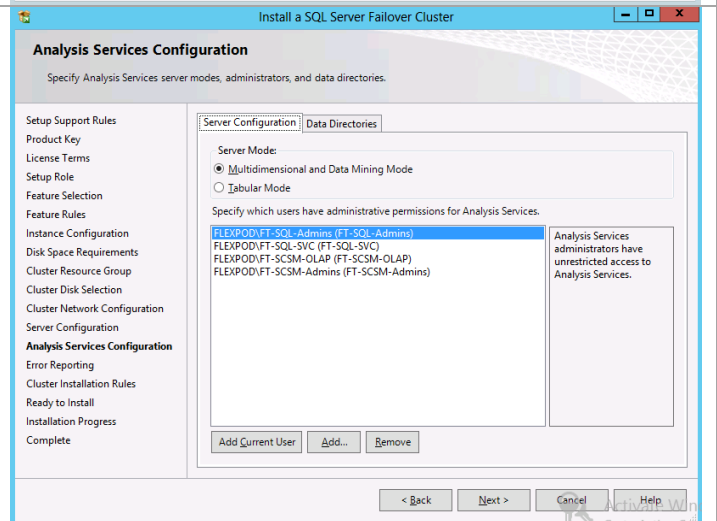 Install a SQL Server Failover Cluster
Analysis Services Configuration
Specify Analysis Services server modes, administrators, and data directories.
Setup Support Rules
Product Key
License Terms
Setup Role
Feature Selection
Feature Rules
Instance Configuration
Disk Space Requirements
Cluster Resource Group
Cluster Disk Selection
Cluster Network Configuration
Server Configuration
Analysis Services Configuration
Error Reporting
Cluster Installation Rules
Ready to Install
Installation Progress
Complete
Server Configuration Data Directories
Server Mode:
Multidimensional and Data Mining Mode
Tabular Mode
Specify which users have administrative permissions for Analysis Services.
FLEXPOD\FT-SQL-Admins (FT-SQL-Admins)
FLEXPOD\FT-SQL-SVC (FT-SQL-SVC)
FLEXPOD\FT-SCSM-OLAP (FT-SCSM-OLAP)
FLEXPOD\FT-SCSM-Admins (FT-SCSM-Admins)
Analysis Services
administrators have
unrestricted access to
Analysis Services.
Add Current User Add... Remove
< Back Next > Cancel Help
Activate Win